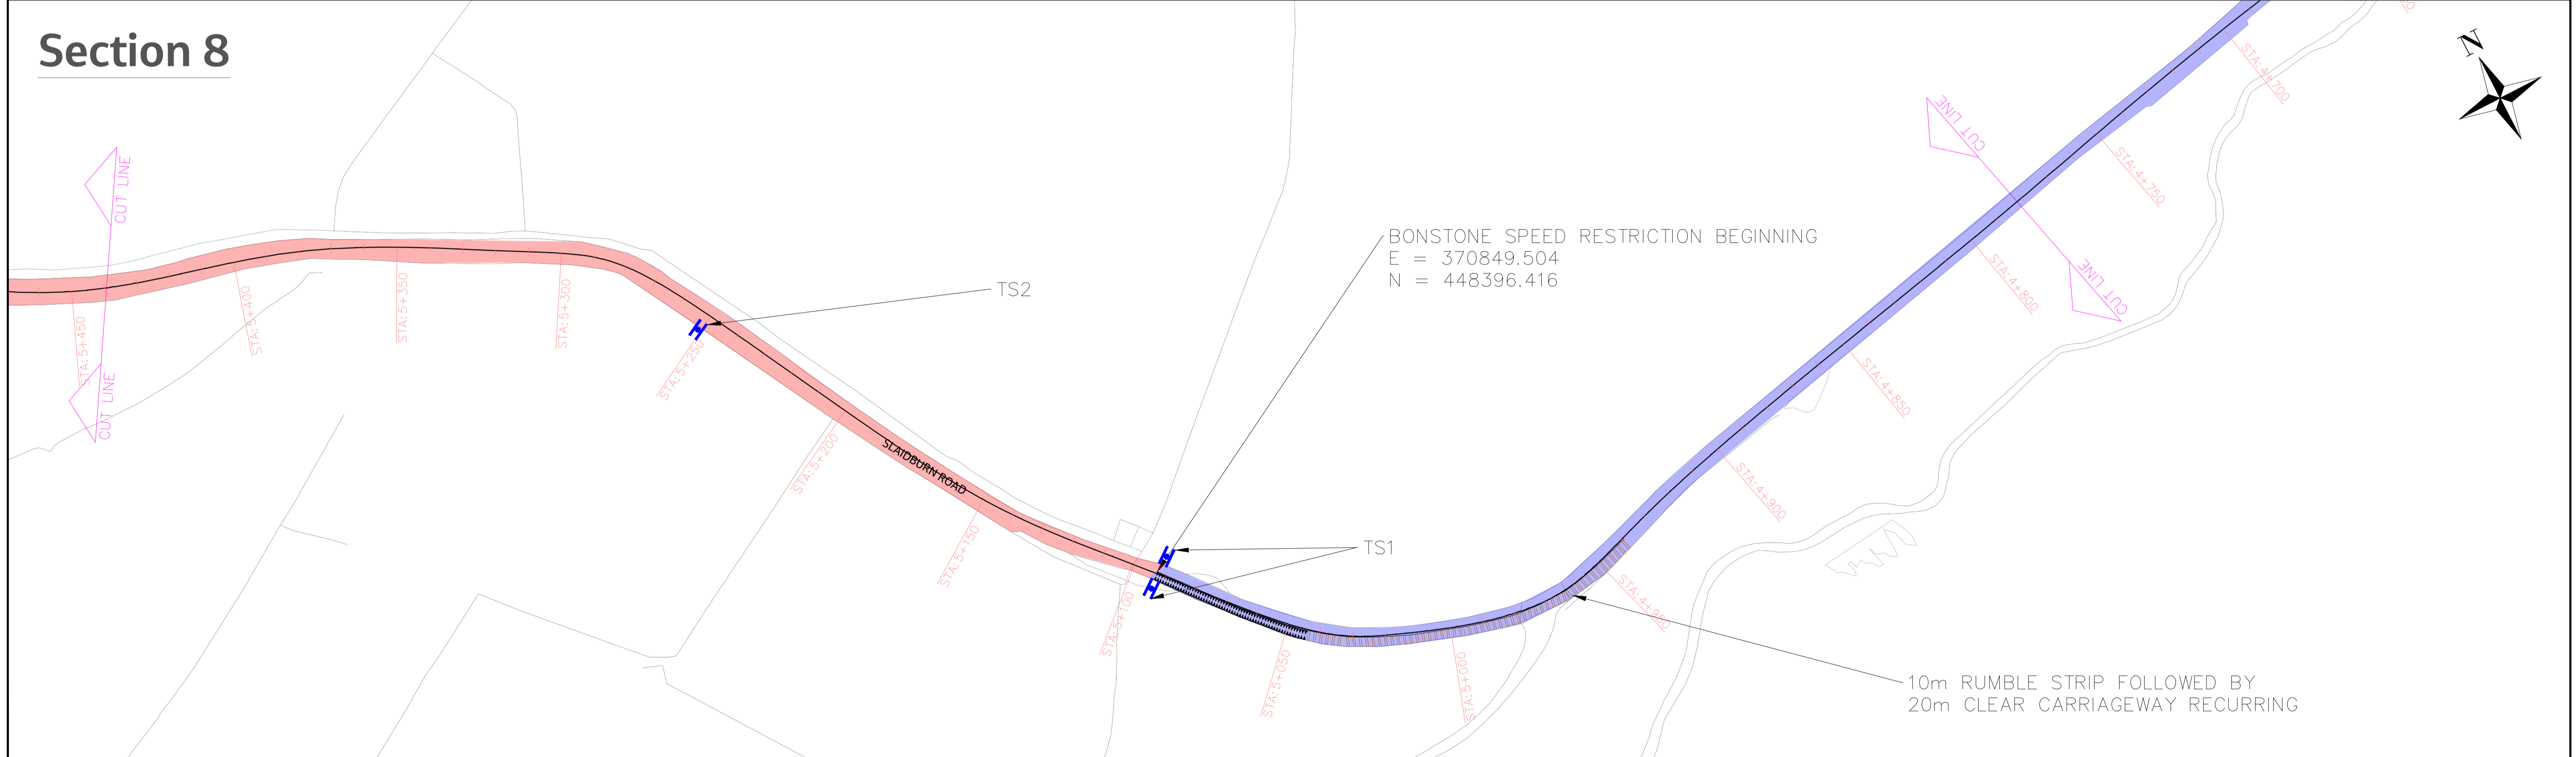 Section 8
N
CUT LINE
CUT LINE
CUT LINE
CUT LINE
STA:5+450
STA:5+400
STA:5+350
STA:5+300
STA:5+250
STA:5+200
STA:5+150
STA:5+100
STA:5+050
STA:5+000
STA:4+950
STA:4+900
STA:4+850
STA:4+800
STA:4+750
STA:4+700
TS2
SLAIDBURN ROAD
BONSTONE SPEED RESTRICTION BEGINNING
E = 370849.504
N = 448396.416
TS1
10m RUMBLE STRIP FOLLOWED BY
20m CLEAR CARRIAGEWAY RECURRING